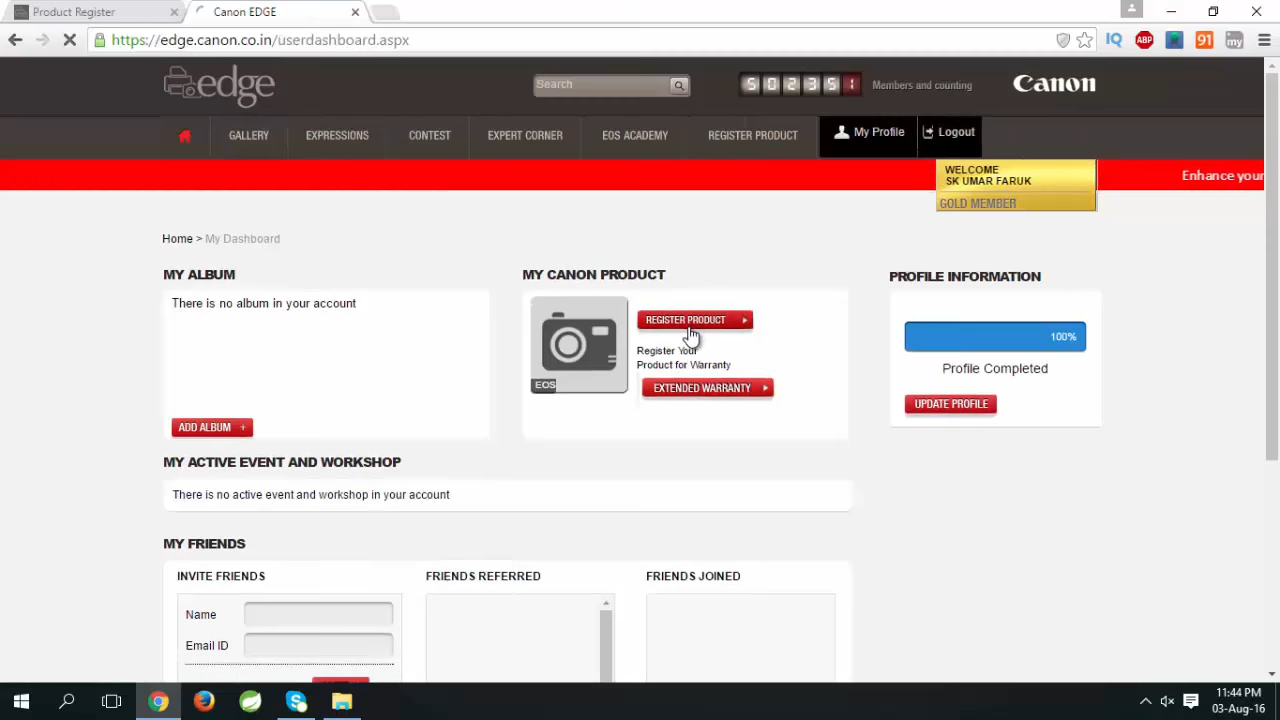 Product Register
Canon EDGE
https://edge.canon.co.in/userdashboard.aspx
IQ
ABP
91
my
edge
Search
502351
Members and counting
Canon
GALLERY
EXPRESSIONS
CONTEST
EXPERT CORNER
EOS ACADEMY
REGISTER PRODUCT
My Profile
Logout
Enhance your
WELCOME
SK UMAR FARUK
GOLD MEMBER
Home > My Dashboard
MY ALBUM
There is no album in your account
ADD ALBUM +
MY CANON PRODUCT
EOS
REGISTER PRODUCT
Register Your
Product for Warranty
EXTENDED WARRANTY
PROFILE INFORMATION
100%
Profile Completed
UPDATE PROFILE
MY ACTIVE EVENT AND WORKSHOP
There is no active event and workshop in your account
MY FRIENDS
INVITE FRIENDS
Name
Email ID
FRIENDS REFERRED
FRIENDS JOINED
11:44 PM
03-Aug-16